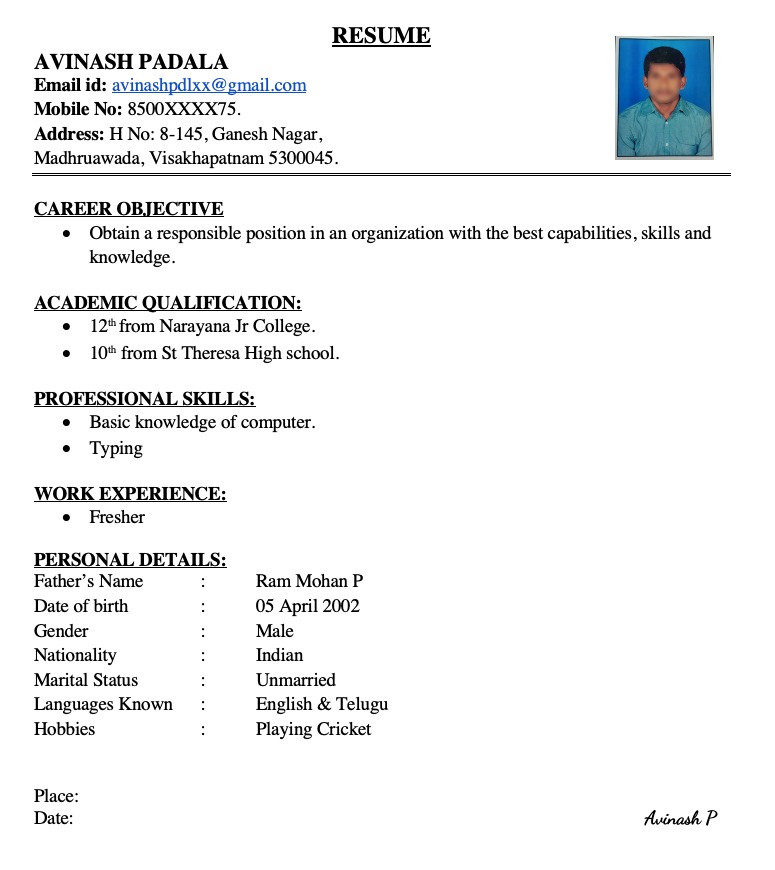 RESUME
AVINASH PADALA
Email id: avinashpdlxx@gmail.com
Mobile No: 8500XXXX75.
Address: H No: 8-145, Ganesh Nagar,
Madhruawada, Visakhapatnam 5300045.
CAREER OBJECTIVE
• Obtain a responsible position in an organization with the best capabilities, skills and
knowledge.
ACADEMIC QUALIFICATION:
• 12th from Narayana Jr College.
• 10th from St Theresa High school.
PROFESSIONAL SKILLS:
• Basic knowledge of computer.
• Typing
WORK EXPERIENCE:
• Fresher
PERSONAL DETAILS:
Father’s Name : Ram Mohan P
Date of birth : 05 April 2002
Gender : Male
Nationality : Indian
Marital Status : Unmarried
Languages Known : English & Telugu
Hobbies : Playing Cricket
Place:
Date: Avinash P